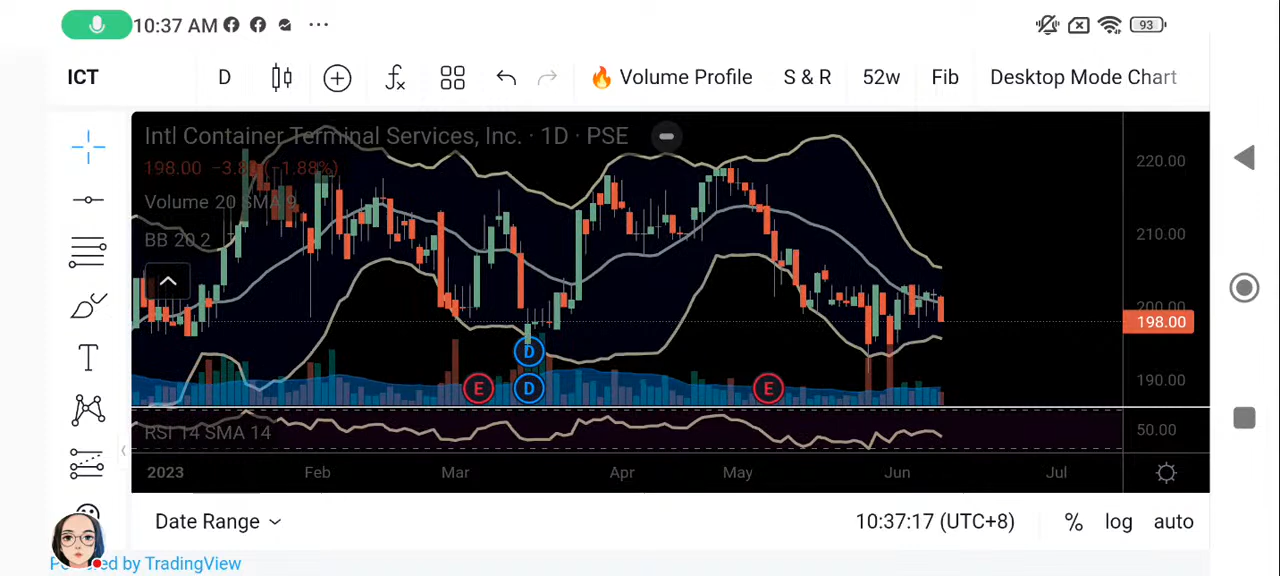 10:37 AM
93
ICT D Volume Profile S & R 52w Fib Desktop Mode Chart
Intl Container Terminal Services, Inc. · 1D · PSE
198.00 (−1.88%)
Volume 20 SMA 9
BB 20 2
220.00
210.00
200.00
198.00
190.00
D
E D E
RSI 14 SMA 14
50.00
2023 Feb Mar Apr May Jun Jul
Date Range 10:37:17 (UTC+8) % log auto
ed by TradingView